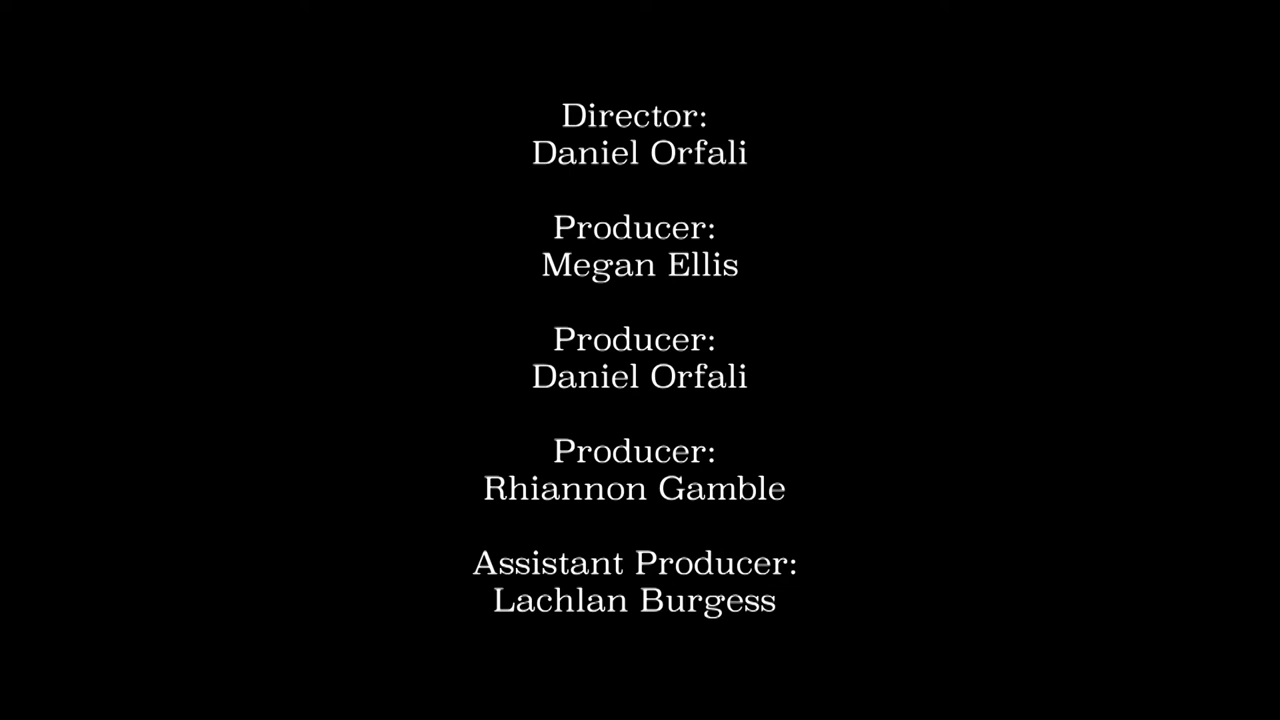 Director:
Daniel Orfali
Producer:
Megan Ellis
Producer:
Daniel Orfali
Producer:
Rhiannon Gamble
Assistant Producer:
Lachlan Burgess